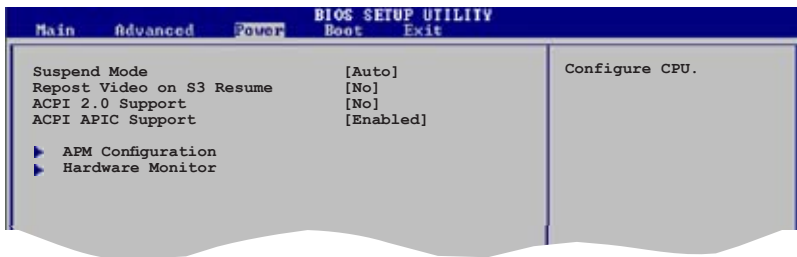 BIOS SETUP UTILITY
Main Advanced Power Boot Exit
Suspend Mode [Auto]
Repost Video on S3 Resume [No]
ACPI 2.0 Support [No]
ACPI APIC Support [Enabled]
APM Configuration
Hardware Monitor
Configure CPU.